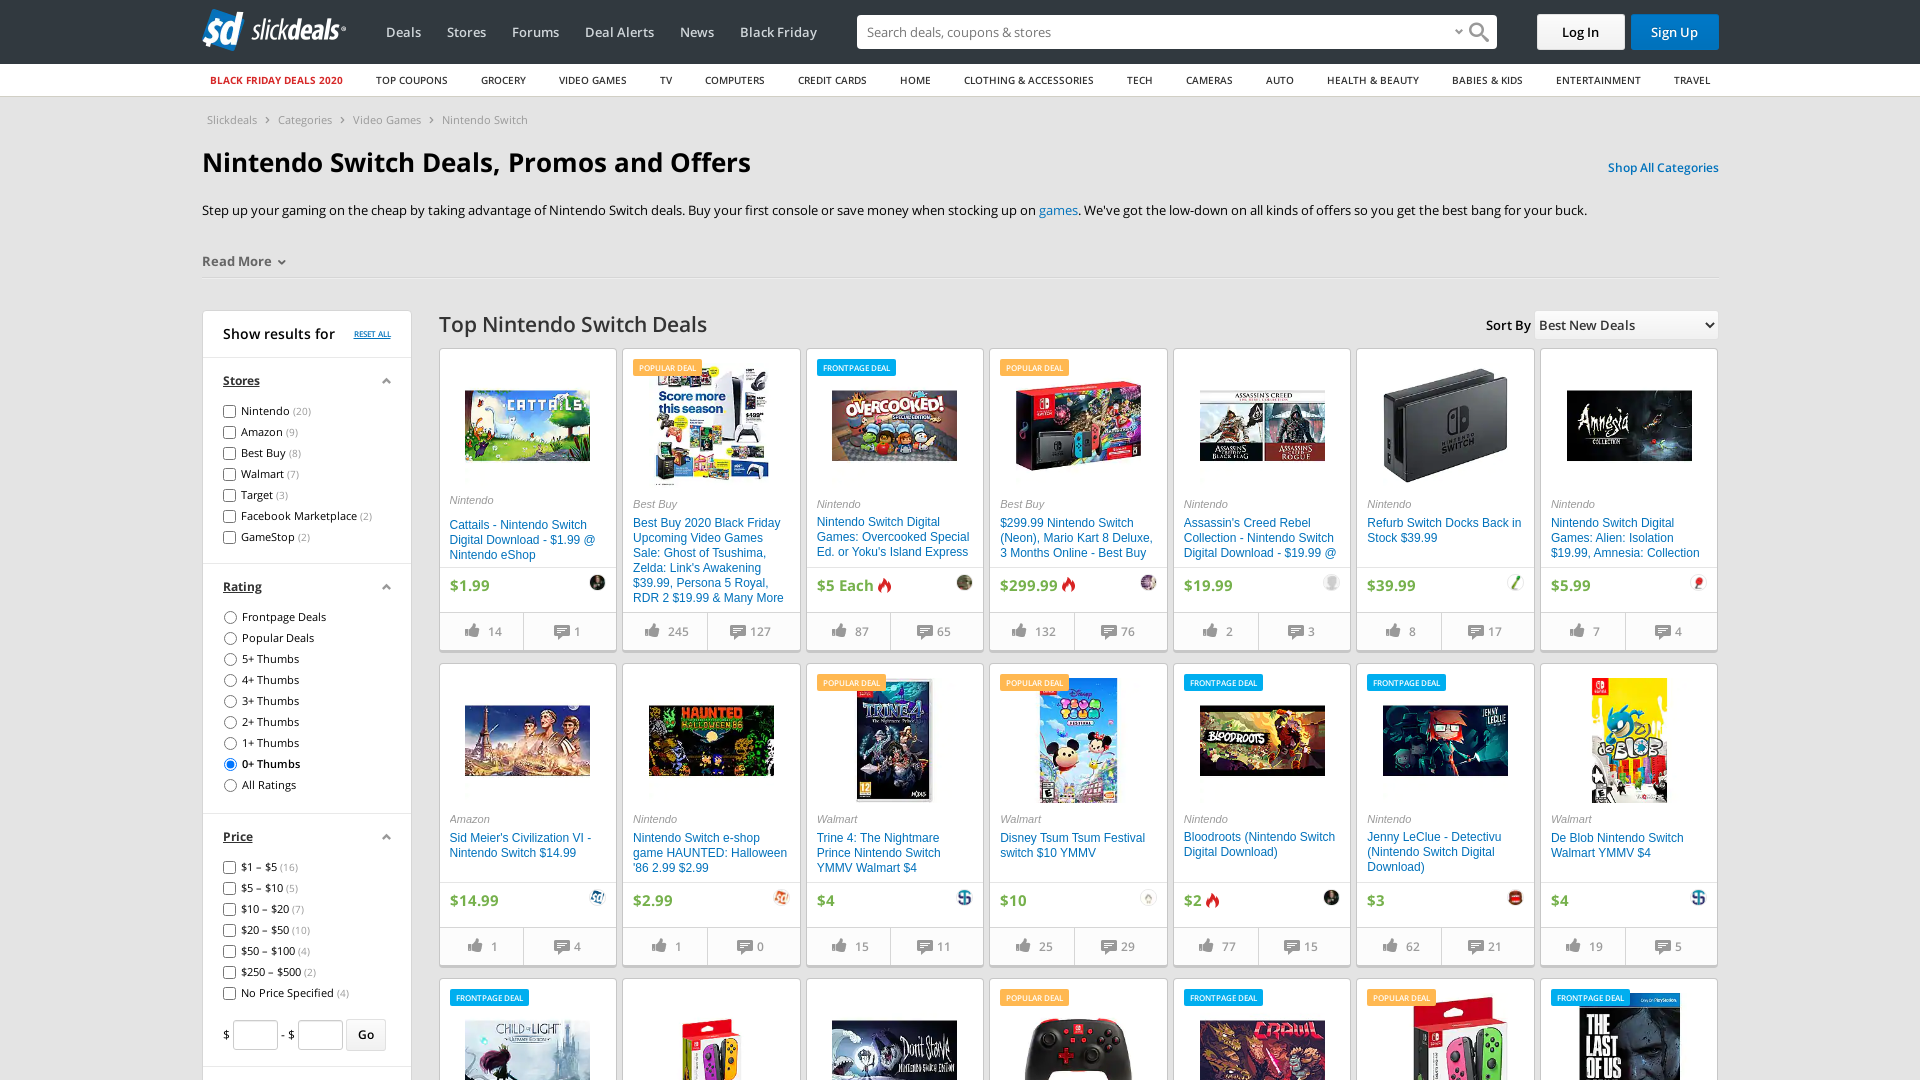 sd slickdeals
Deals
Stores
Forums
Deal Alerts
News
Black Friday
Search deals, coupons & stores
Log In
Sign Up
BLACK FRIDAY DEALS 2020
TOP COUPONS
GROCERY
VIDEO GAMES
TV
COMPUTERS
CREDIT CARDS
HOME
CLOTHING & ACCESSORIES
TECH
CAMERAS
AUTO
HEALTH & BEAUTY
BABIES & KIDS
ENTERTAINMENT
TRAVEL
Slickdeals > Categories > Video Games > Nintendo Switch
Nintendo Switch Deals, Promos and Offers
Shop All Categories
Step up your gaming on the cheap by taking advantage of Nintendo Switch deals. Buy your first console or save money when stocking up on games. We've got the low-down on all kinds of offers so you get the best bang for your buck.
Read More
Show results for
RESET ALL
Stores
Nintendo (20)
Amazon (9)
Best Buy (8)
Walmart (7)
Target (3)
Facebook Marketplace (2)
GameStop (2)
Rating
Frontpage Deals
Popular Deals
5+ Thumbs
4+ Thumbs
3+ Thumbs
2+ Thumbs
1+ Thumbs
0+ Thumbs
All Ratings
Price
$1 – $5 (16)
$5 – $10 (5)
$10 – $20 (7)
$20 – $50 (10)
$50 – $100 (4)
$250 – $500 (2)
No Price Specified (4)
$ - $ Go
Top Nintendo Switch Deals
Sort By Best New Deals
CATTAILS
Nintendo
Cattails - Nintendo Switch
Digital Download - $1.99 @
Nintendo eShop
$1.99
14
1
POPULAR DEAL
Score more
this season
Best Buy
Best Buy 2020 Black Friday
Upcoming Video Games
Sale: Ghost of Tsushima,
Zelda: Link's Awakening
$39.99, Persona 5 Royal,
RDR 2 $19.99 & Many More
245
127
FRONTPAGE DEAL
OVERCOOKED!
SPECIAL EDITION
Nintendo
Nintendo Switch Digital
Games: Overcooked Special
Ed. or Yoku's Island Express
$5 Each
87
65
POPULAR DEAL
Best Buy
$299.99 Nintendo Switch
(Neon), Mario Kart 8 Deluxe,
3 Months Online - Best Buy
$299.99
132
76
ASSASSIN'S CREED
ASSASSIN'S CREED
BLACK FLAG
ASSASSIN'S CREED
ROGUE
Nintendo
Assassin's Creed Rebel
Collection - Nintendo Switch
Digital Download - $19.99 @
$19.99
2
3
NINTENDO
SWITCH
Nintendo
Refurb Switch Docks Back in
Stock $39.99
$39.99
8
17
Amnesia
COLLECTION
Nintendo
Nintendo Switch Digital
Games: Alien: Isolation
$19.99, Amnesia: Collection
$5.99
7
4
Amazon
Sid Meier's Civilization VI -
Nintendo Switch $14.99
$14.99
1
4
HAUNTED
HALLOWEEN '86
Nintendo
Nintendo Switch e-shop
game HAUNTED: Halloween
'86 2.99 $2.99
$2.99
1
0
POPULAR DEAL
TRINE 4
The Nightmare Prince
12
MODUS
Walmart
Trine 4: The Nightmare
Prince Nintendo Switch
YMMV Walmart $4
$4
15
11
POPULAR DEAL
Disney
TSUM
TSUM
FESTIVAL
Walmart
Disney Tsum Tsum Festival
switch $10 YMMV
$10
25
29
FRONTPAGE DEAL
BLOODROOTS
Nintendo
Bloodroots (Nintendo Switch
Digital Download)
$2
77
15
FRONTPAGE DEAL
JENNY
LECLUE
Nintendo
Jenny LeClue - Detectivu
(Nintendo Switch Digital
Download)
$3
62
21
de BLOB
Walmart
De Blob Nintendo Switch
Walmart YMMV $4
$4
19
5
FRONTPAGE DEAL
CHILD of LIGHT
ULTIMATE EDITION
Don't Starve
NINTENDO SWITCH EDITION
POPULAR DEAL
FRONTPAGE DEAL
CRAWL
POPULAR DEAL
FRONTPAGE DEAL
THE
LAST
OF US